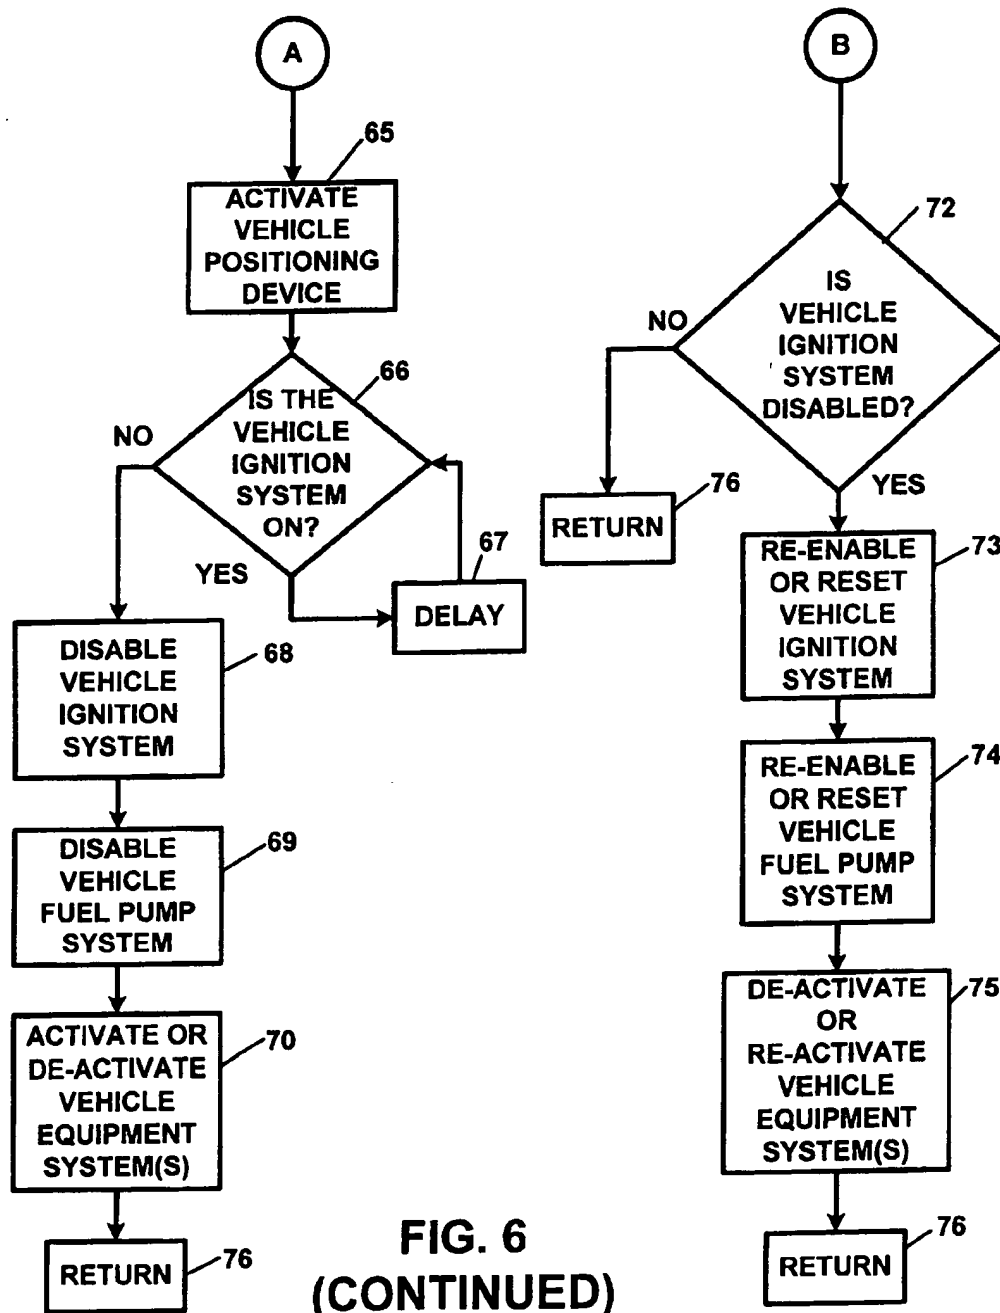 A
65
ACTIVATE
VEHICLE
POSITIONING
DEVICE
66
IS THE
VEHICLE
IGNITION
SYSTEM
ON?
NO
YES
67
DELAY
68
DISABLE
VEHICLE
IGNITION
SYSTEM
69
DISABLE
VEHICLE
FUEL PUMP
SYSTEM
70
ACTIVATE OR
DE-ACTIVATE
VEHICLE
EQUIPMENT
SYSTEM(S)
76
RETURN
B
72
IS
VEHICLE
IGNITION
SYSTEM
DISABLED?
NO
YES
76
RETURN
73
RE-ENABLE
OR RESET
VEHICLE
IGNITION
SYSTEM
74
RE-ENABLE
OR RESET
VEHICLE
FUEL PUMP
SYSTEM
75
DE-ACTIVATE
OR
RE-ACTIVATE
VEHICLE
EQUIPMENT
SYSTEM(S)
76
RETURN
FIG. 6
(CONTINUED)